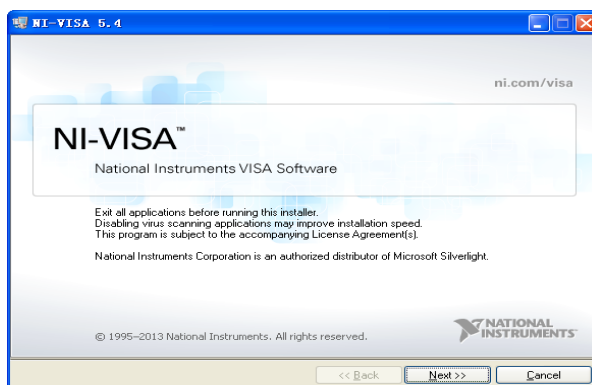 NI-VISA 5.4
ni.com/visa
NI-VISA™
National Instruments VISA Software
Exit all applications before running this installer.
Disabling virus scanning applications may improve installation speed.
This program is subject to the accompanying License Agreement(s).
National Instruments Corporation is an authorized distributor of Microsoft Silverlight.
© 1995–2013 National Instruments. All rights reserved.
NATIONAL
INSTRUMENTS™
<< Back Next >> Cancel